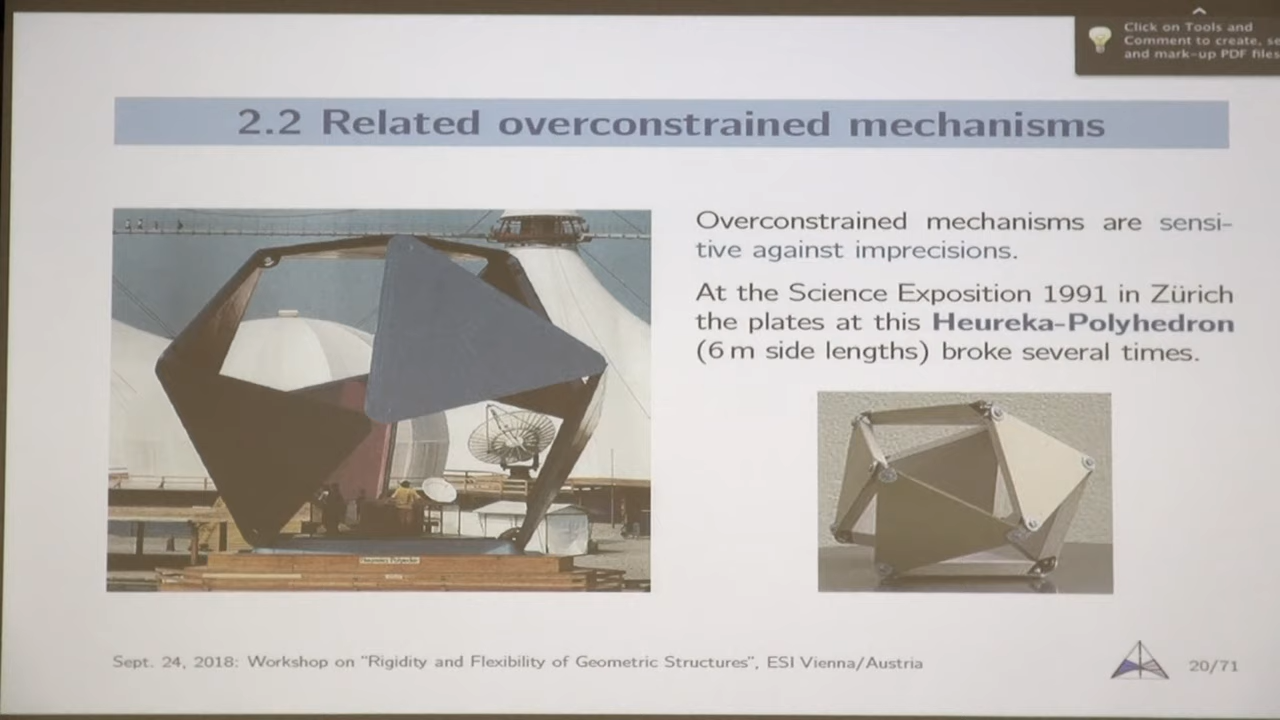 Click on Tools and
Comment to create, se
and mark-up PDF files
2.2 Related overconstrained mechanisms
Overconstrained mechanisms are sensi-
tive against imprecisions.
At the Science Exposition 1991 in Zürich
the plates at this Heureka-Polyhedron
(6 m side lengths) broke several times.
Sept. 24, 2018: Workshop on "Rigidity and Flexibility of Geometric Structures", ESI Vienna/Austria
20/71